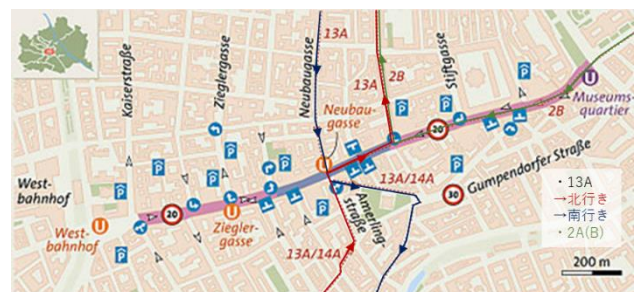 13A
Kaiserstraße
Zieglergasse
Neubaugasse
13A
2B
Stiftgasse
U
Museums-
quartier
2B
Neubau-
gasse
U
20
13A/14A
Gumpendorfer Straße
30
West-
bahnhof
U
West-
bahnhof
20
U
Ziegler-
gasse
Amerling-
straße
13A/14A
・13A
→北行き
→南行き
・2A(B)
200 m